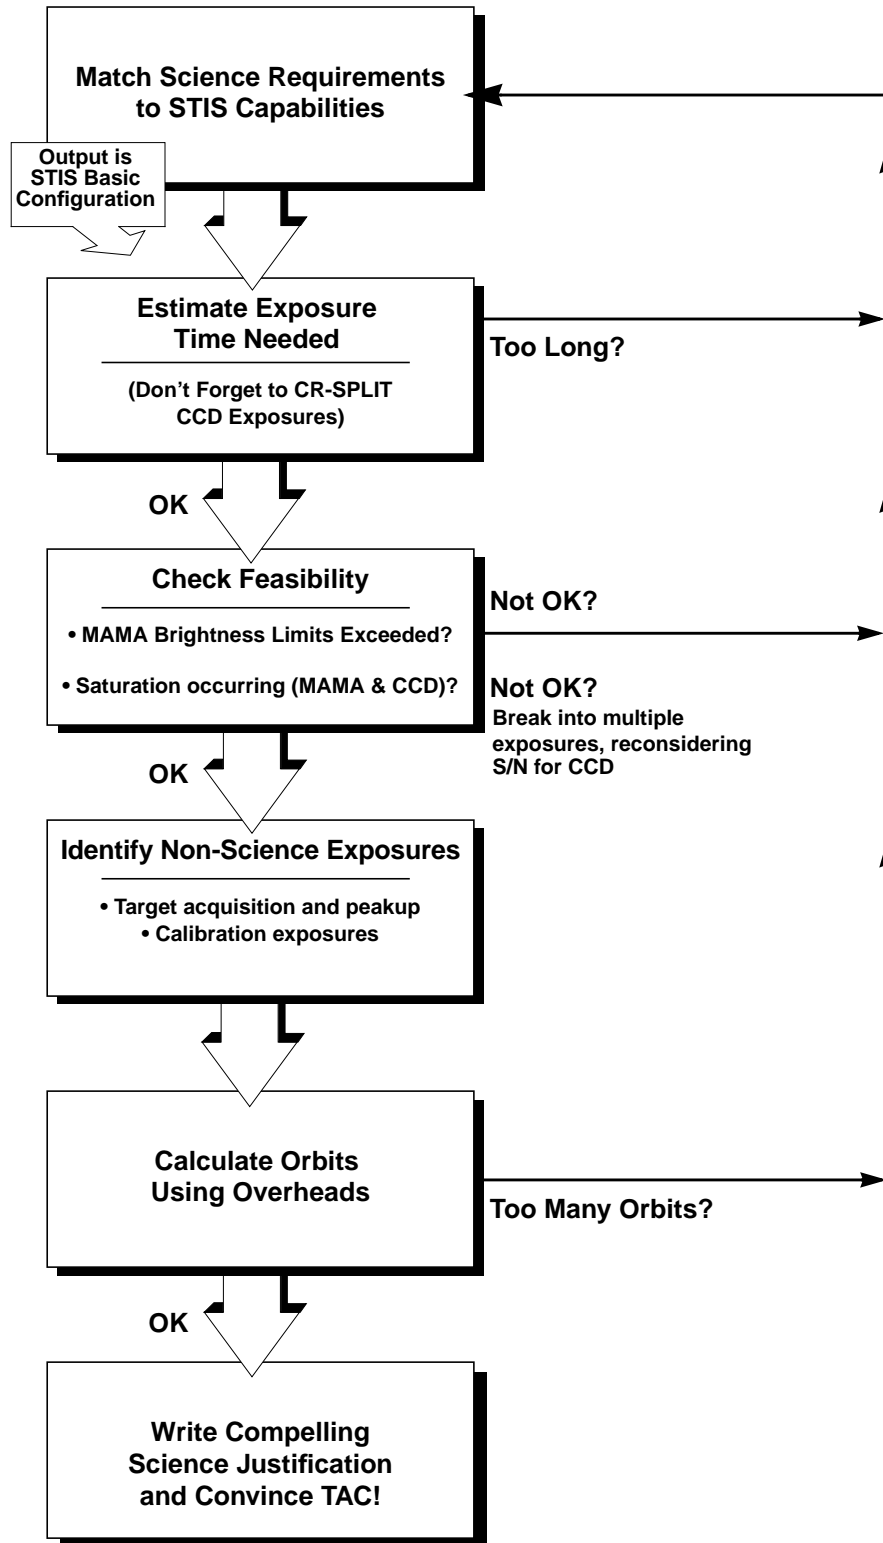 Match Science Requirements
to STIS Capabilities
Output is
STIS Basic
Configuration
Estimate Exposure
Time Needed
(Don’t Forget to CR-SPLIT
CCD Exposures)
Too Long?
OK
Check Feasibility
• MAMA Brightness Limits Exceeded?
• Saturation occurring (MAMA & CCD)?
Not OK?
Not OK?
Break into multiple
exposures, reconsidering
S/N for CCD
OK
Identify Non-Science Exposures
• Target acquisition and peakup
• Calibration exposures
Calculate Orbits
Using Overheads
Too Many Orbits?
OK
Write Compelling
Science Justification
and Convince TAC!